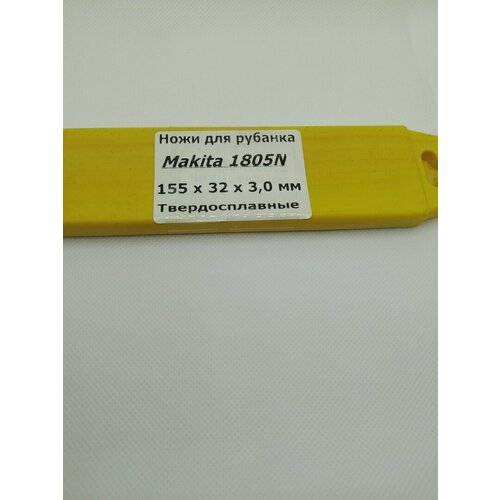 Ножи для рубанка
Makita 1805N
155 x 32 x 3,0 мм
Твердосплавные